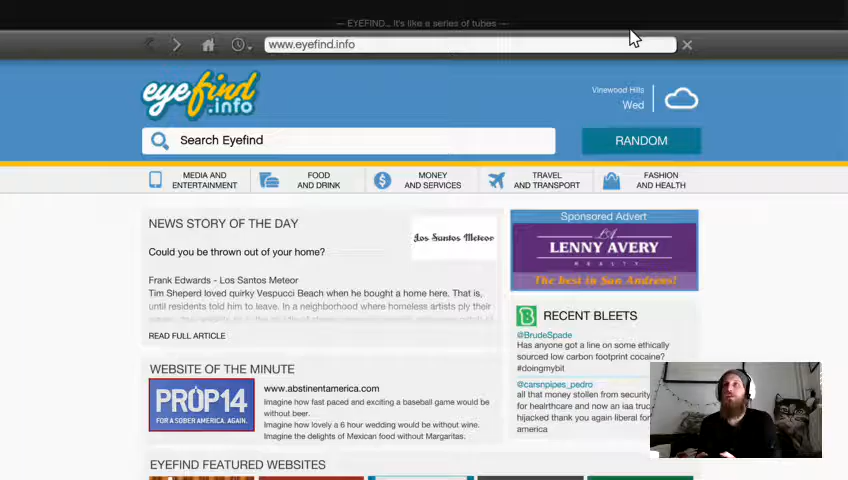 — EYEFIND... It's like a series of tubes —
www.eyefind.info
eyefind
.info
Vinewood Hills
Wed
Search Eyefind
RANDOM
MEDIA AND
ENTERTAINMENT
FOOD
AND DRINK
MONEY
AND SERVICES
TRAVEL
AND TRANSPORT
FASHION
AND HEALTH
NEWS STORY OF THE DAY
Los Santos Meteor
Could you be thrown out of your home?
Frank Edwards - Los Santos Meteor
Tim Sheperd loved quirky Vespucci Beach when he bought a home here. That is,
until residents told him to leave. In a neighborhood where homeless artists ply their
READ FULL ARTICLE
Sponsored Advert
LA
LENNY AVERY
REALTY
The best in San Andreas!
RECENT BLEETS
@BrudeSpade
Has anyone got a line on some ethically
sourced low carbon footprint cocaine?
#doingmybit
@carsnpipes_pedro
all that money stollen from security
for healrthcare and now an iaa
hijacked thank you again liberal
america
WEBSITE OF THE MINUTE
PROP14
FOR A SOBER AMERICA. AGAIN.
www.abstinentamerica.com
Imagine how fast paced and exciting a baseball game would be
without beer.
Imagine how lovely a 6 hour wedding would be without wine.
Imagine the delights of Mexican food without Margaritas.
EYEFIND FEATURED WEBSITES